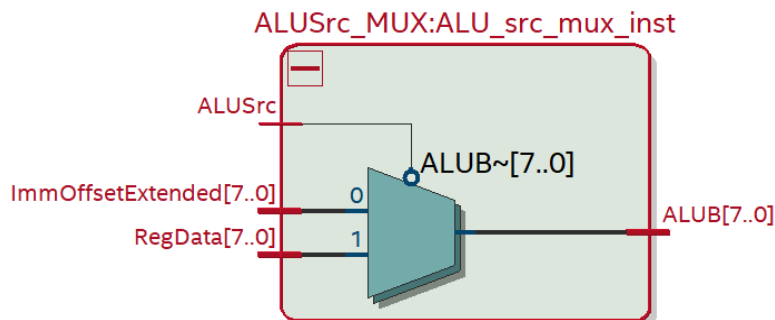 ALUSrc_MUX:ALU_src_mux_inst
ALUSrc
ALUB~[7..0]
ImmOffsetExtended[7..0]
0
RegData[7..0]
1
ALUB[7..0]